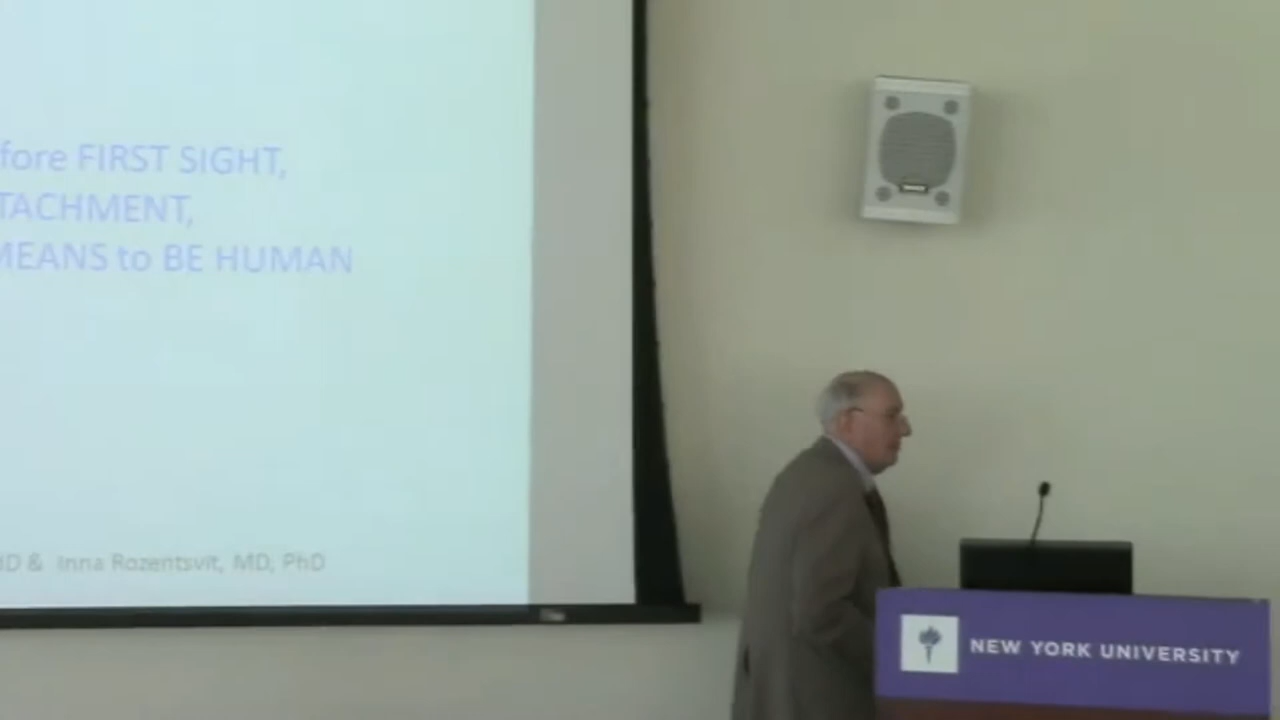 fore FIRST SIGHT,
TACHMENT,
MEANS to BE HUMAN
D & Inna Rozentsvit, MD, PhD
NEW YORK UNIVERSITY